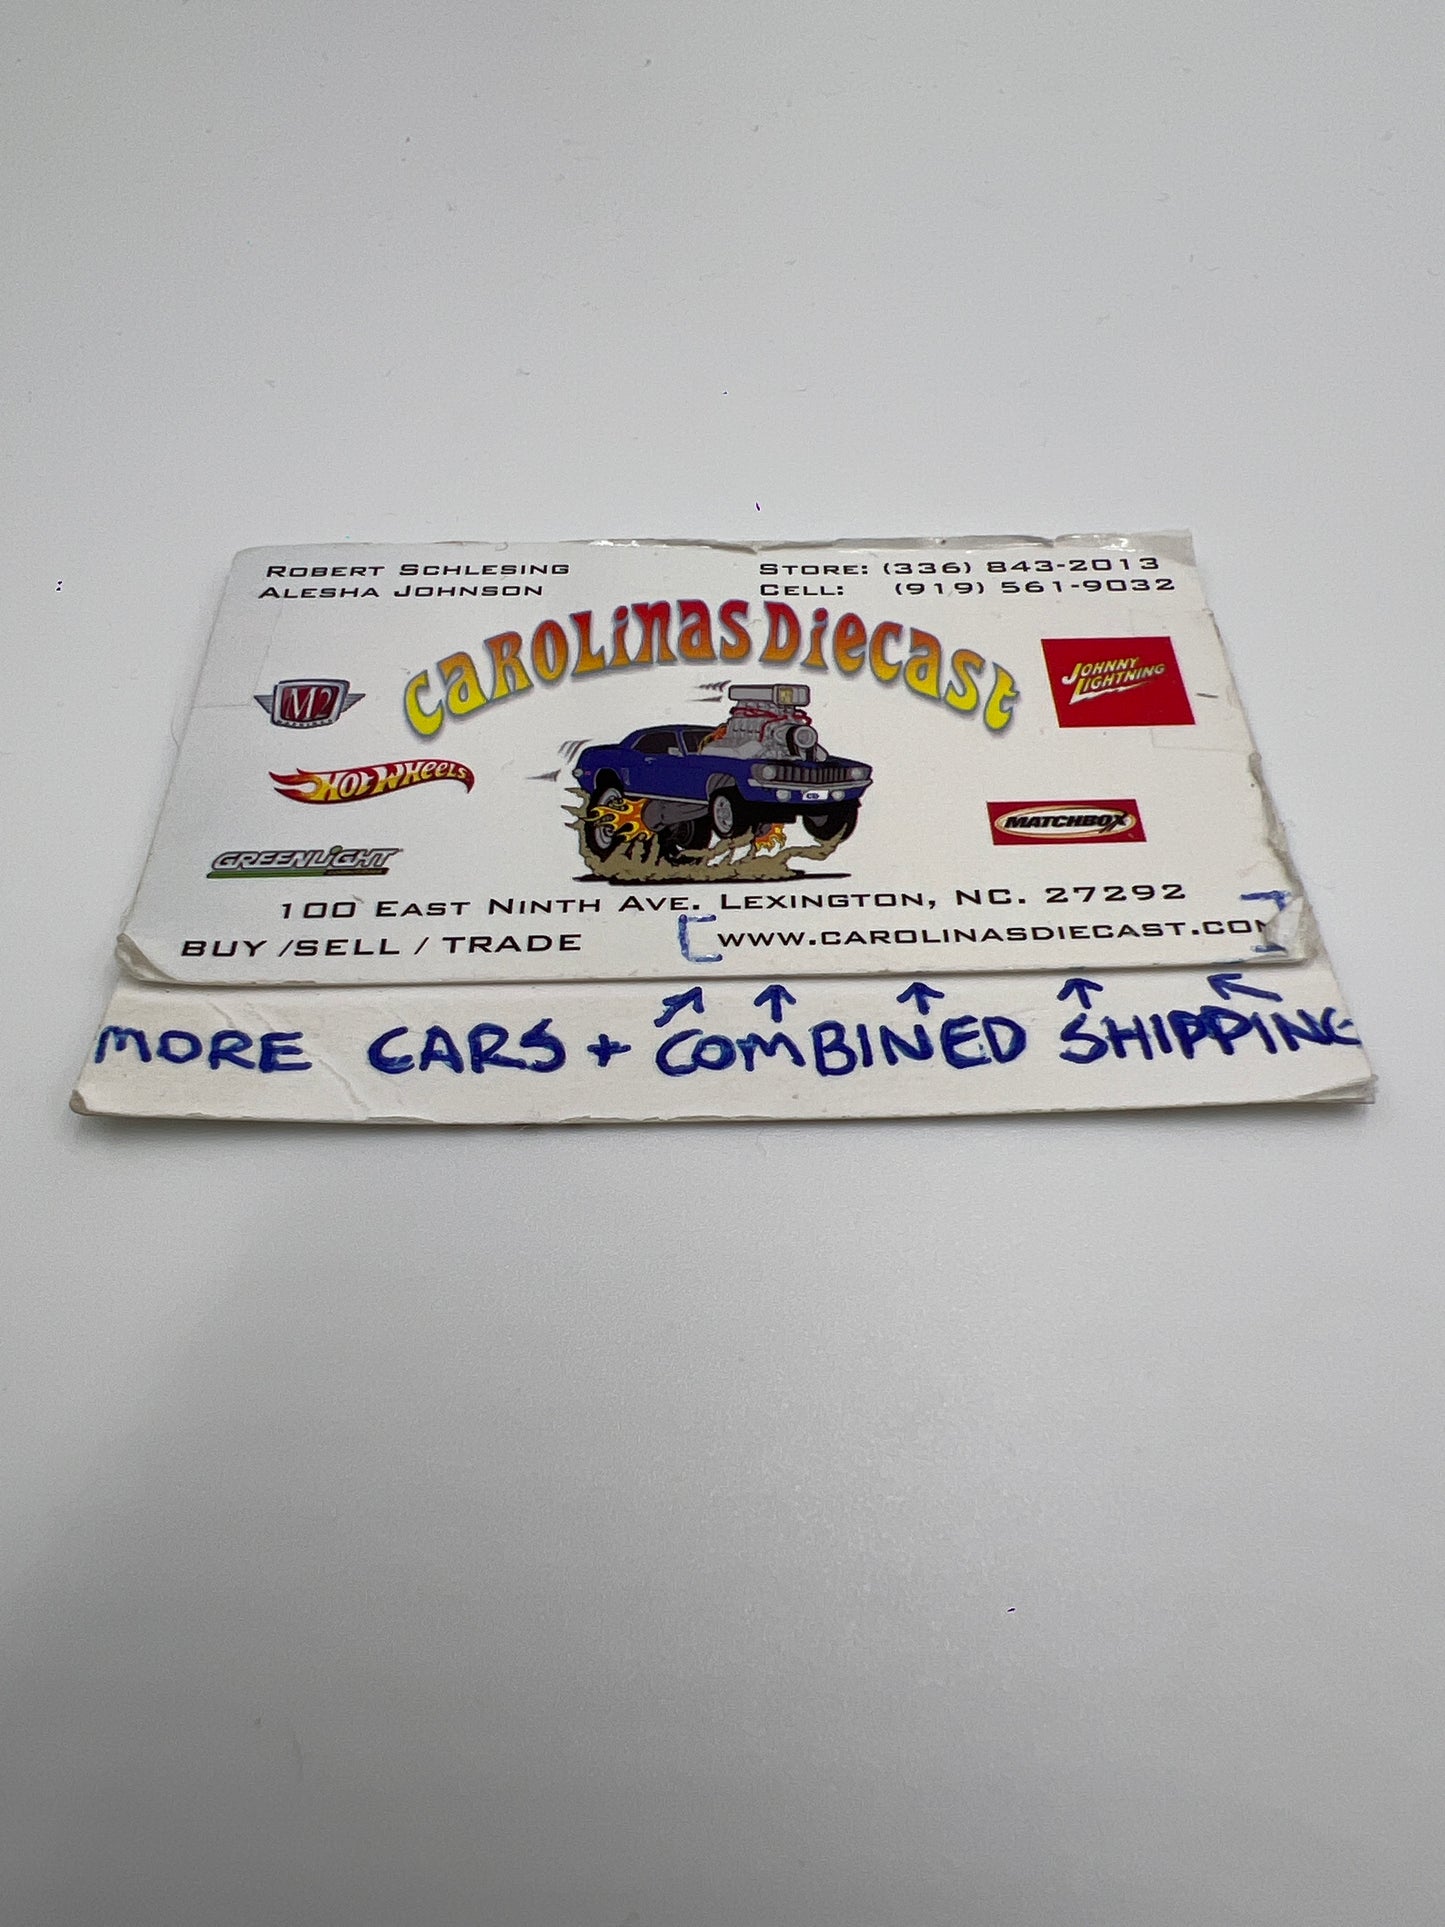 ROBERT SCHLESING
ALESHA JOHNSON
STORE: (336) 843-2013
CELL: (919) 561-9032
CAROLINAS DIECAST
M2
HOT WHEELS
GREENLIGHT
JOHNNY LIGHTNING
MATCHBOX
100 EAST NINTH AVE. LEXINGTON, NC. 27292
BUY /SELL / TRADE
[WWW.CAROLINASDIECAST.COM]
MORE CARS + COMBINED SHIPPING